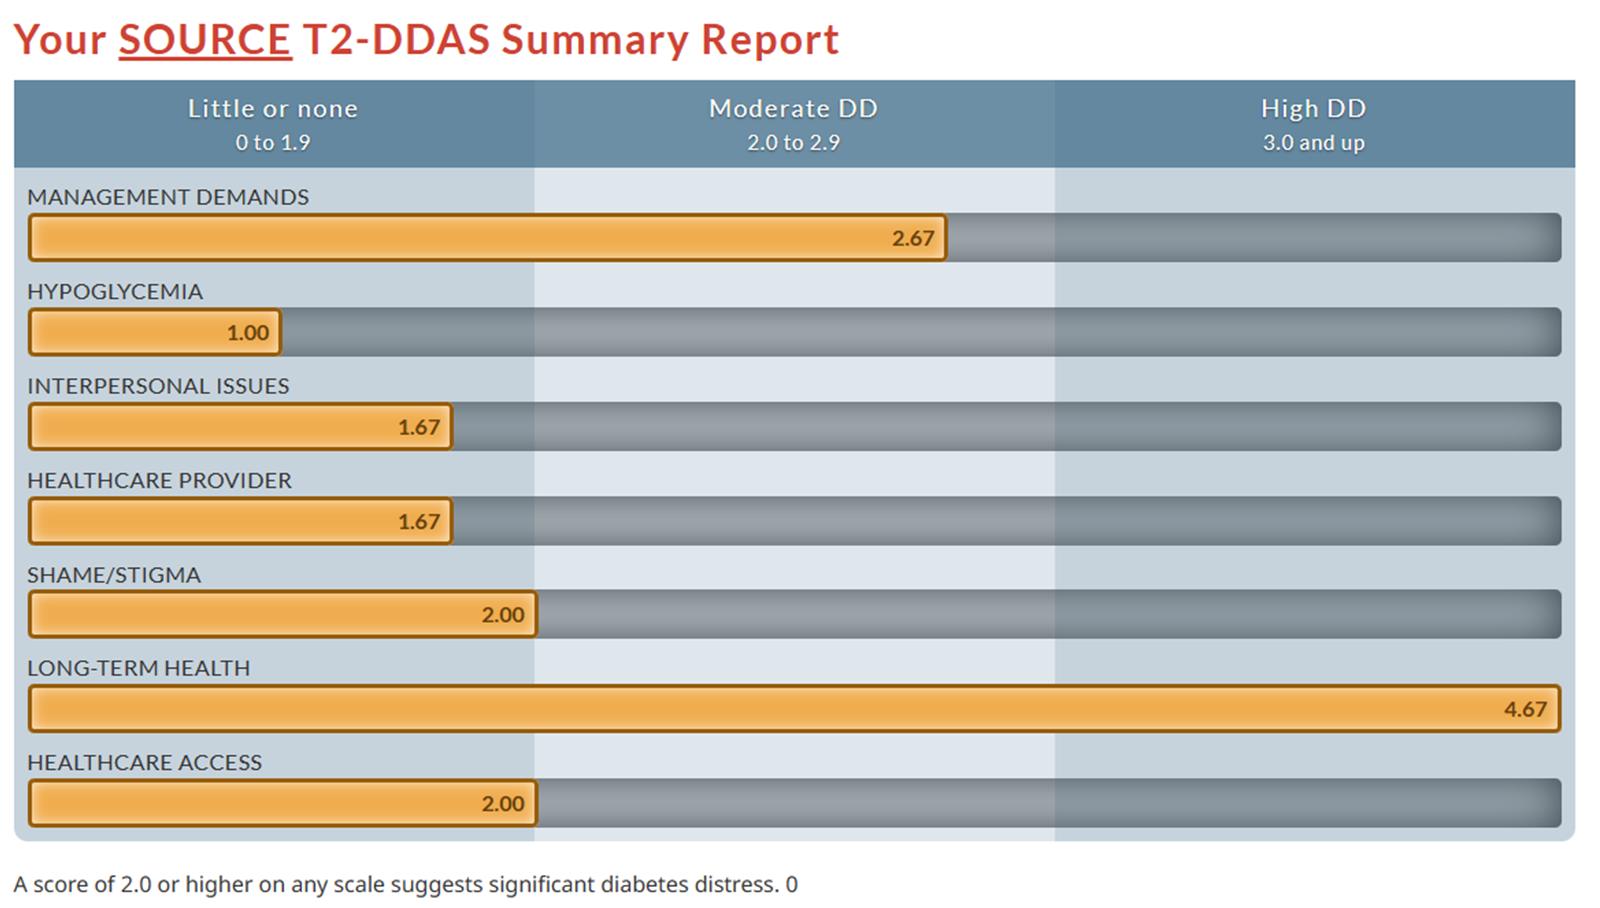 Your SOURCE T2-DDAS Summary Report
Little or none
0 to 1.9
Moderate DD
2.0 to 2.9
High DD
3.0 and up
MANAGEMENT DEMANDS
2.67
HYPOGLYCEMIA
1.00
INTERPERSONAL ISSUES
1.67
HEALTHCARE PROVIDER
1.67
SHAME/STIGMA
2.00
LONG-TERM HEALTH
4.67
HEALTHCARE ACCESS
2.00
A score of 2.0 or higher on any scale suggests significant diabetes distress. 0